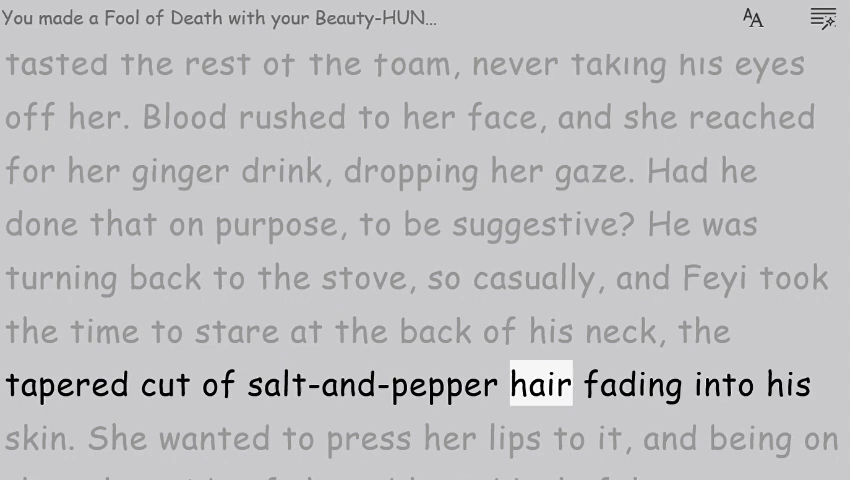 You made a Fool of Death with your Beauty-HUN...
tasted the rest of the foam, never taking his eyes
off her. Blood rushed to her face, and she reached
for her ginger drink, dropping her gaze. Had he
done that on purpose, to be suggestive? He was
turning back to the stove, so casually, and Feyi took
the time to stare at the back of his neck, the
tapered cut of salt-and-pepper hair fading into his
skin. She wanted to press her lips to it, and being on